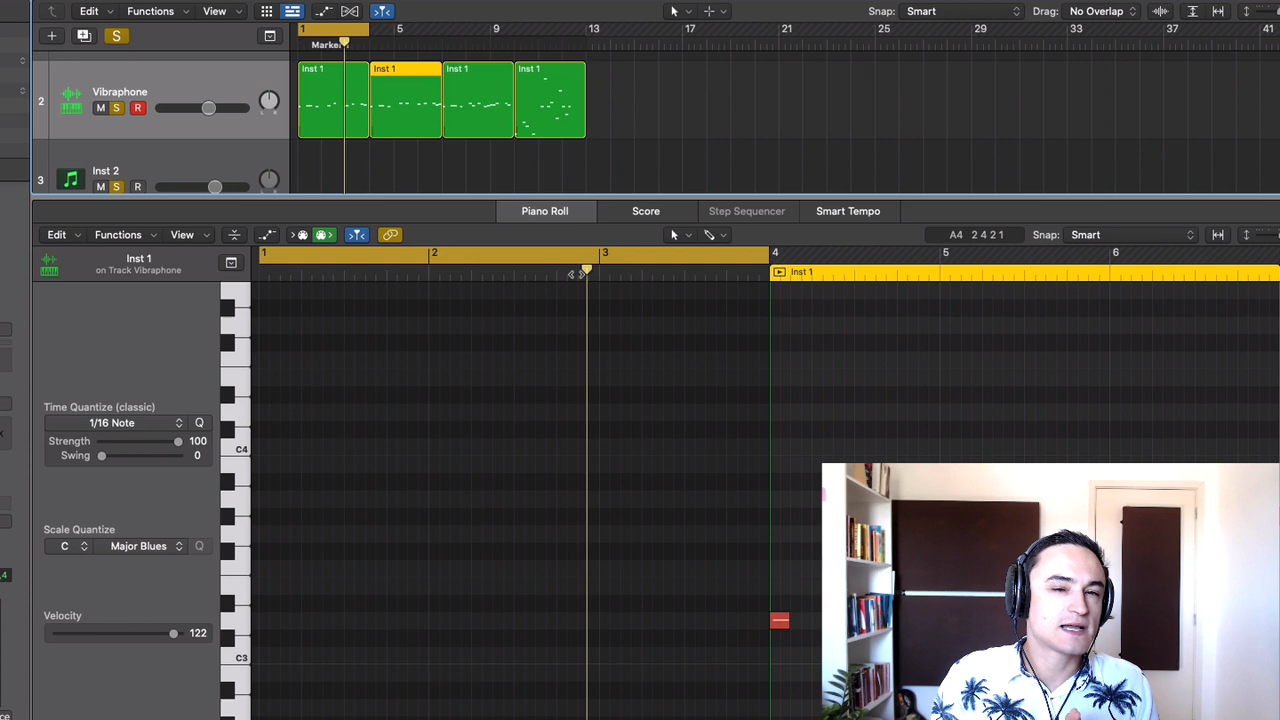 Edit Functions View Snap: Smart Drag: No Overlap
S 1 5 9 13 17 21 25 29 33 37 41
Marker
Inst 1 Inst 1 Inst 1 Inst 1
2 Vibraphone
M S R L R
Inst 2
3 M S R
Piano Roll Score Step Sequencer Smart Tempo
Edit Functions View A4 2 4 2 1 Snap: Smart
Inst 1 1 2 3 4 5 6
on Track Vibraphone Inst 1
Time Quantize (classic)
1/16 Note Q
Strength 100
Swing 0
C4
Scale Quantize
C Major Blues Q
Velocity
122
C3